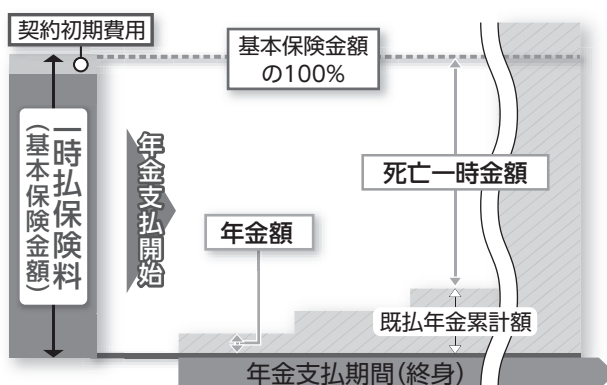 契約初期費用
基本保険金額
の100%
一時払保険料
(基本保険金額)
年金支払開始
死亡一時金額
年金額
既払年金累計額
年金支払期間(終身)